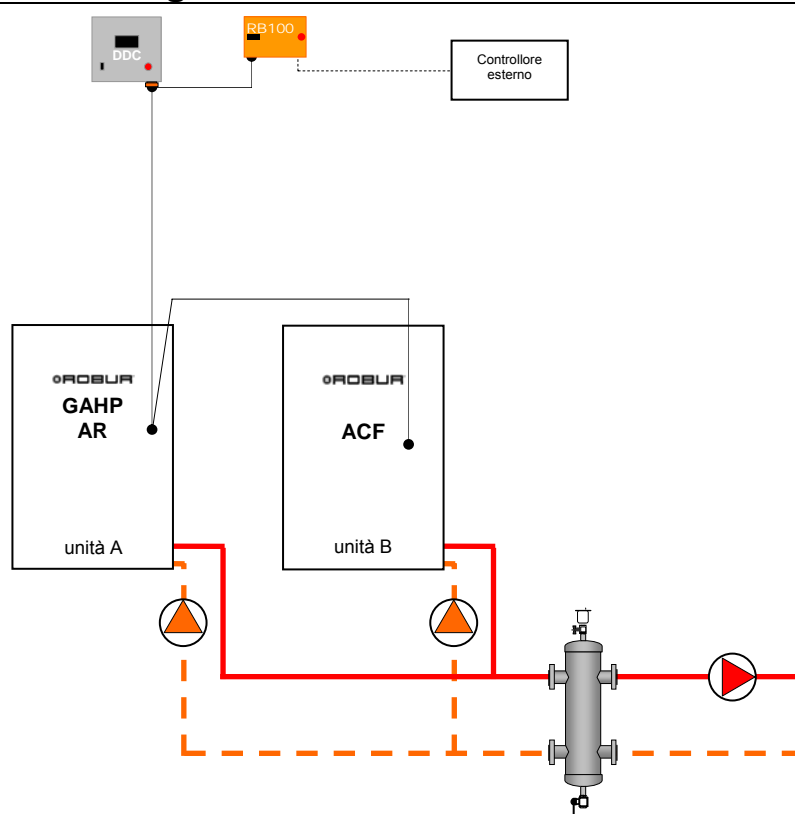 DDC
RB100
Controllore
esterno
ROBUR
GAHP
AR
unità A
ROBUR
ACF
unità B